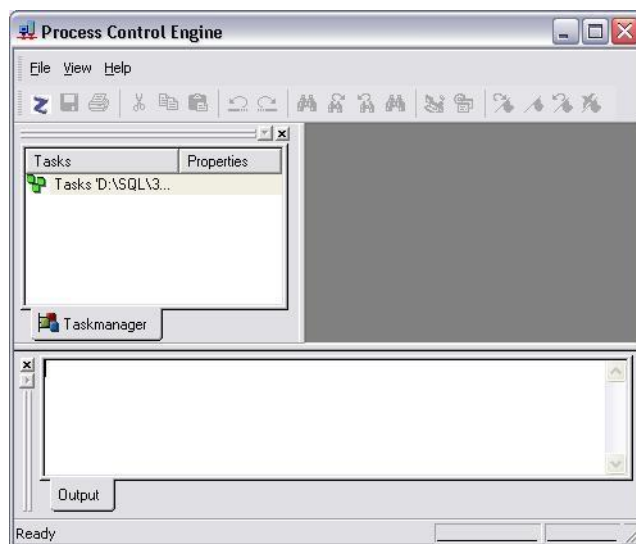 Process Control Engine
File View Help
Tasks Properties
Tasks 'D:\SQL\3...
Taskmanager
Output
Ready